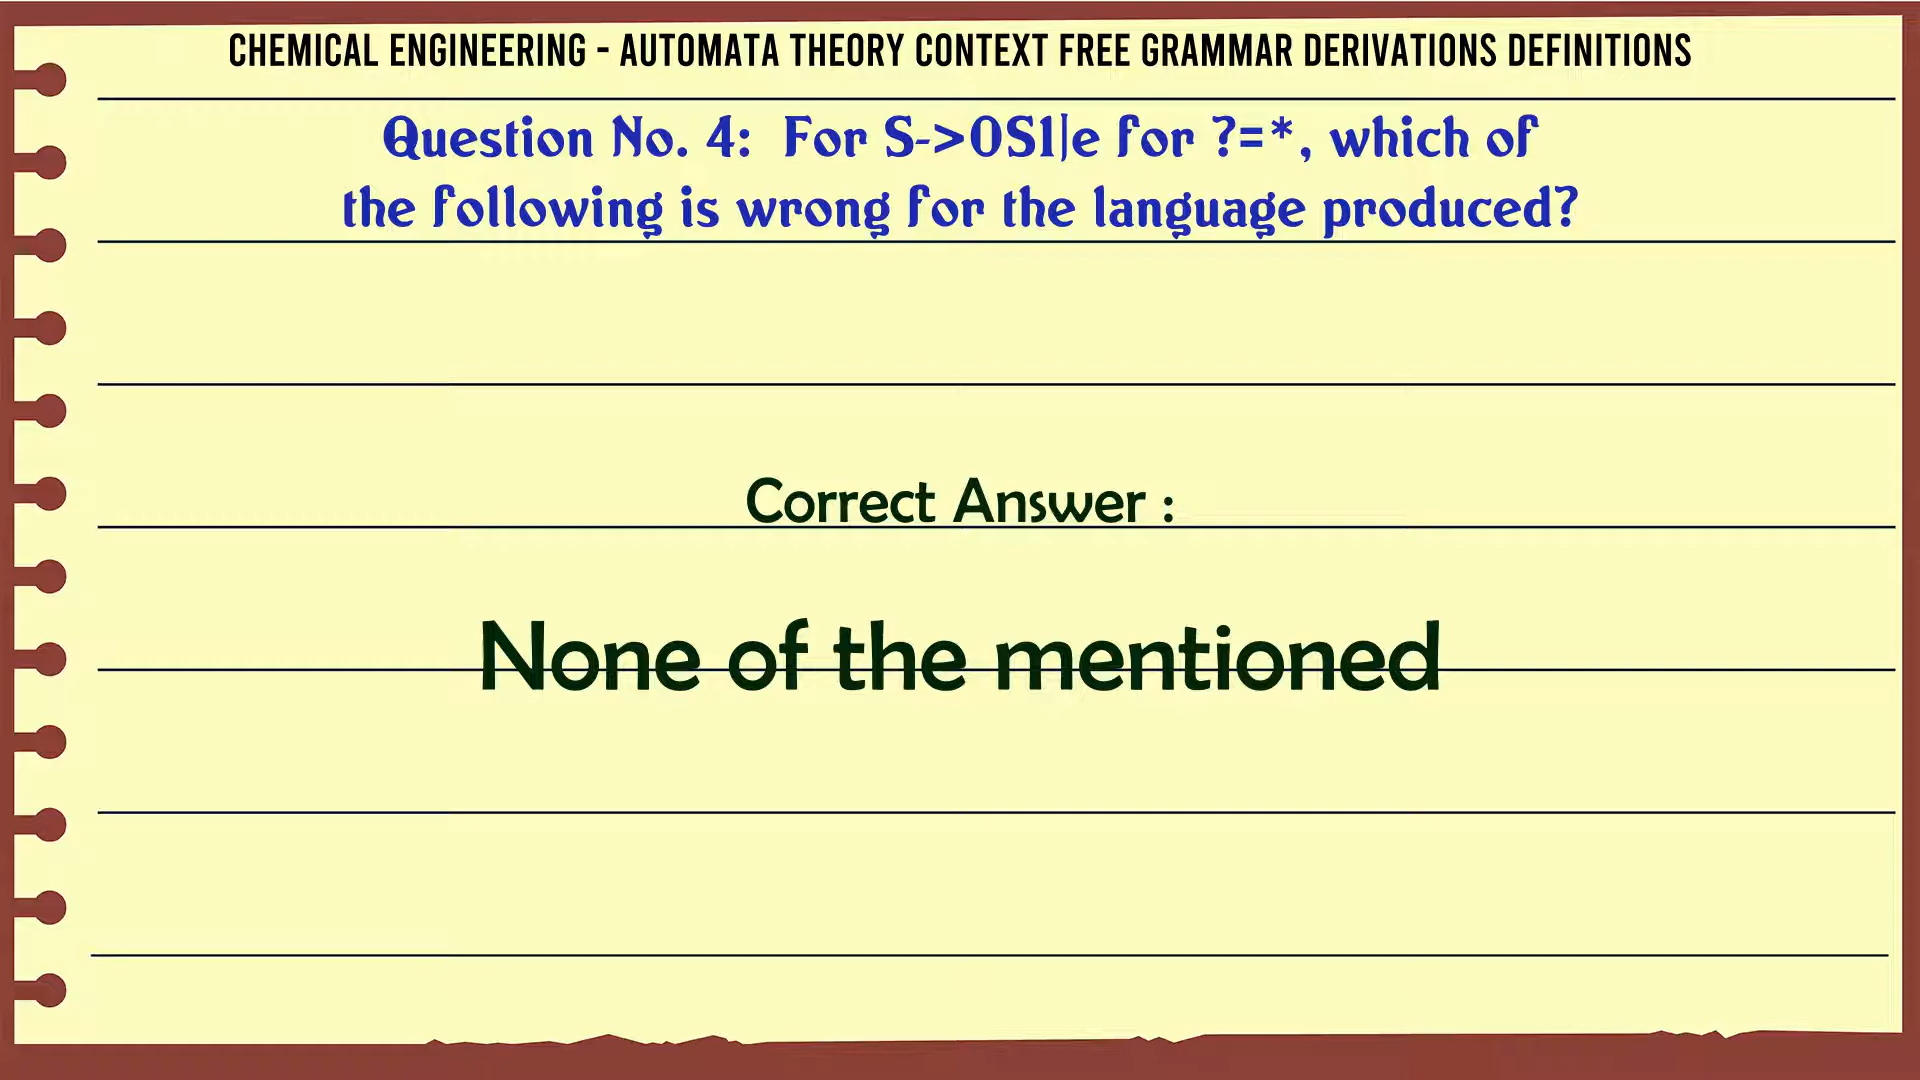 CHEMICAL ENGINEERING - AUTOMATA THEORY CONTEXT FREE GRAMMAR DERIVATIONS DEFINITIONS
Question No. 4: For S->0S1|e for ?=*, which of
the following is wrong for the language produced?
Correct Answer :
None of the mentioned